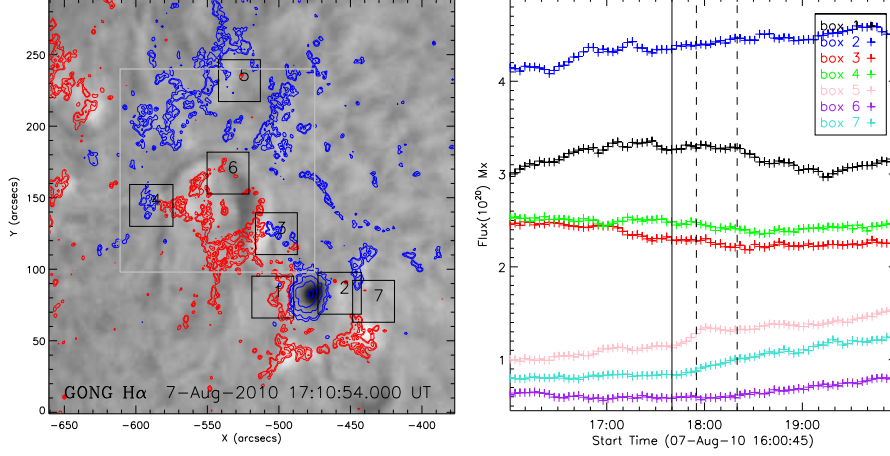 Y (arcsecs)
250
200
150
100
50
0
5
6
4
3
1
2
7
GONG Hα 7-Aug-2010 17:10:54.000 UT
−650 −600 −550 −500 −450 −400
X (arcsecs)
Flux(10²⁰) Mx
4
3
2
1
box 1
box 2
box 3
box 4
box 5
box 6
box 7
17:00 18:00 19:00
Start Time (07-Aug-10 16:00:45)